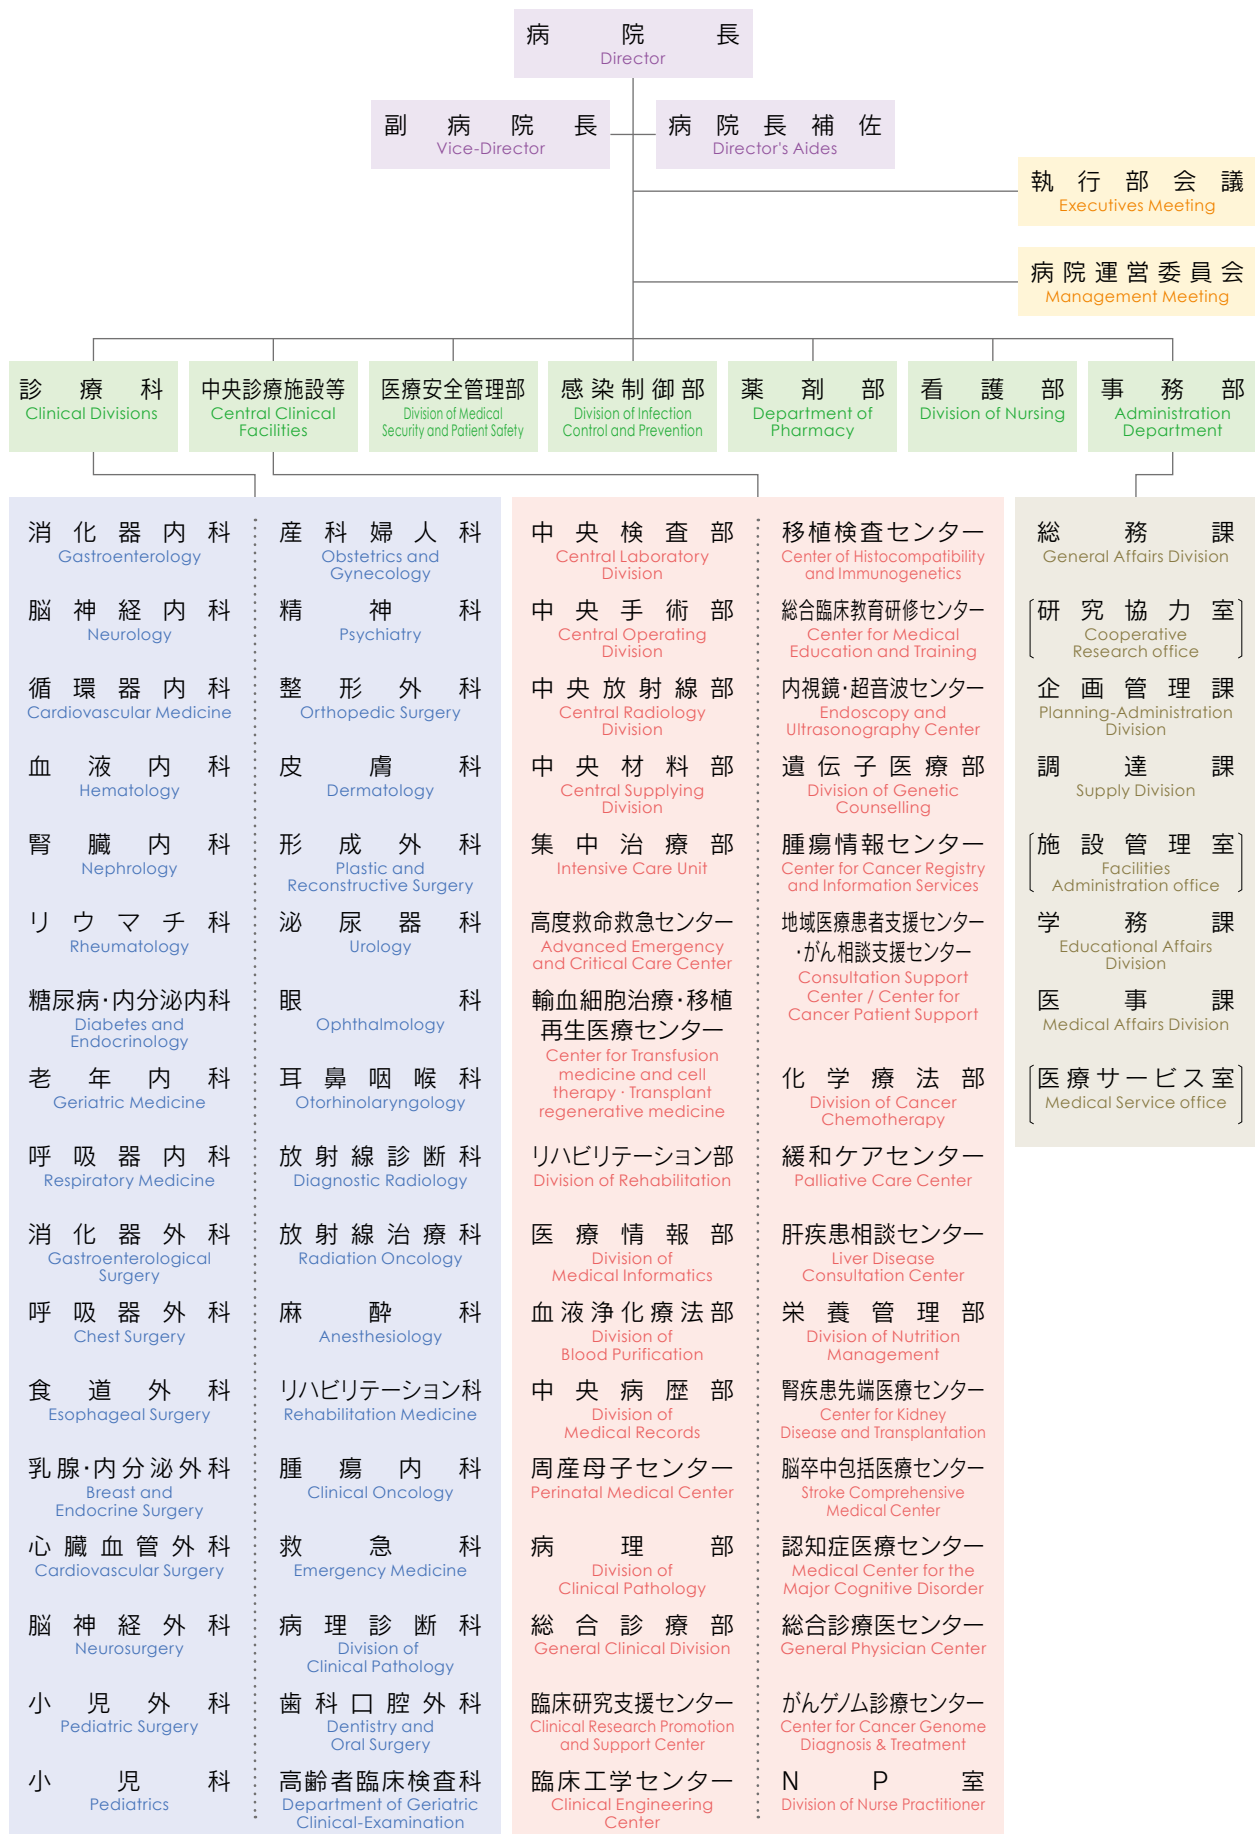 病院長
Director
副病院長
Vice-Director
病院長補佐
Director's Aides
執行部会議
Executives Meeting
病院運営委員会
Management Meeting
診療科
Clinical Divisions
中央診療施設等
Central Clinical
Facilities
医療安全管理部
Division of Medical
Security and Patient Safety
感染制御部
Division of Infection
Control and Prevention
薬剤部
Department of
Pharmacy
看護部
Division of Nursing
事務部
Administration
Department
消化器内科
Gastroenterology
脳神経内科
Neurology
循環器内科
Cardiovascular Medicine
血液内科
Hematology
腎臓内科
Nephrology
リウマチ科
Rheumatology
糖尿病・内分泌内科
Diabetes and
Endocrinology
老年内科
Geriatric Medicine
呼吸器内科
Respiratory Medicine
消化器外科
Gastroenterological
Surgery
呼吸器外科
Chest Surgery
食道外科
Esophageal Surgery
乳腺・内分泌外科
Breast and
Endocrine Surgery
心臓血管外科
Cardiovascular Surgery
脳神経外科
Neurosurgery
小児外科
Pediatric Surgery
小児科
Pediatrics
産科婦人科
Obstetrics and
Gynecology
精神科
Psychiatry
整形外科
Orthopedic Surgery
皮膚科
Dermatology
形成外科
Plastic and
Reconstructive Surgery
泌尿器科
Urology
眼科
Ophthalmology
耳鼻咽喉科
Otorhinolaryngology
放射線診断科
Diagnostic Radiology
放射線治療科
Radiation Oncology
麻酔科
Anesthesiology
リハビリテーション科
Rehabilitation Medicine
腫瘍内科
Clinical Oncology
救急科
Emergency Medicine
病理診断科
Division of
Clinical Pathology
歯科口腔外科
Dentistry and
Oral Surgery
高齢者臨床検査科
Department of Geriatric
Clinical-Examination
中央検査部
Central Laboratory
Division
中央手術部
Central Operating
Division
中央放射線部
Central Radiology
Division
中央材料部
Central Supplying
Division
集中治療部
Intensive Care Unit
高度救命救急センター
Advanced Emergency
and Critical Care Center
輸血細胞治療・移植
再生医療センター
Center for Transfusion
medicine and cell
therapy · Transplant
regenerative medicine
リハビリテーション部
Division of Rehabilitation
医療情報部
Division of
Medical Informatics
血液浄化療法部
Division of
Blood Purification
中央病歴部
Division of
Medical Records
周産母子センター
Perinatal Medical Center
病理部
Division of
Clinical Pathology
総合診療部
General Clinical Division
臨床研究支援センター
Clinical Research Promotion
and Support Center
臨床工学センター
Clinical Engineering
Center
移植検査センター
Center of Histocompatibility
and Immunogenetics
総合臨床教育研修センター
Center for Medical
Education and Training
内視鏡・超音波センター
Endoscopy and
Ultrasonography Center
遺伝子医療部
Division of Genetic
Counselling
腫瘍情報センター
Center for Cancer Registry
and Information Services
地域医療患者支援センター
・がん相談支援センター
Consultation Support
Center / Center for
Cancer Patient Support
化学療法部
Division of Cancer
Chemotherapy
緩和ケアセンター
Palliative Care Center
肝疾患相談センター
Liver Disease
Consultation Center
栄養管理部
Division of Nutrition
Management
腎疾患先端医療センター
Center for Kidney
Disease and Transplantation
脳卒中包括医療センター
Stroke Comprehensive
Medical Center
認知症医療センター
Medical Center for the
Major Cognitive Disorder
総合診療医センター
General Physician Center
がんゲノム診療センター
Center for Cancer Genome
Diagnosis & Treatment
NP室
Division of Nurse Practitioner
総務課
General Affairs Division
研究協力室
Cooperative
Research office
企画管理課
Planning-Administration
Division
調達課
Supply Division
施設管理室
Facilities
Administration office
学務課
Educational Affairs
Division
医事課
Medical Affairs Division
医療サービス室
Medical Service office